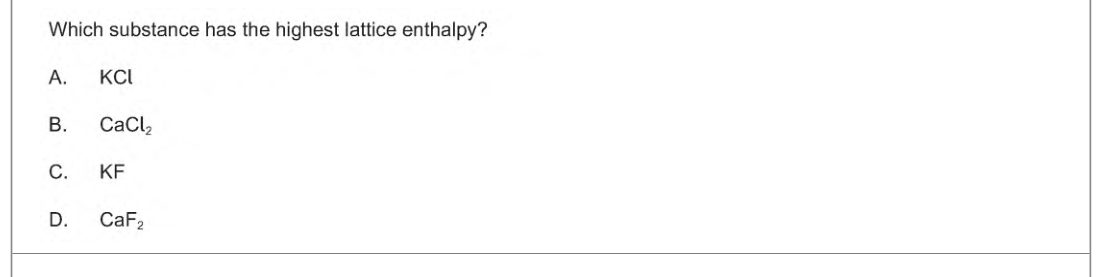 Which substance has the highest lattice enthalpy?
A. KCl
B. CaCl₂
C. KF
D. CaF₂